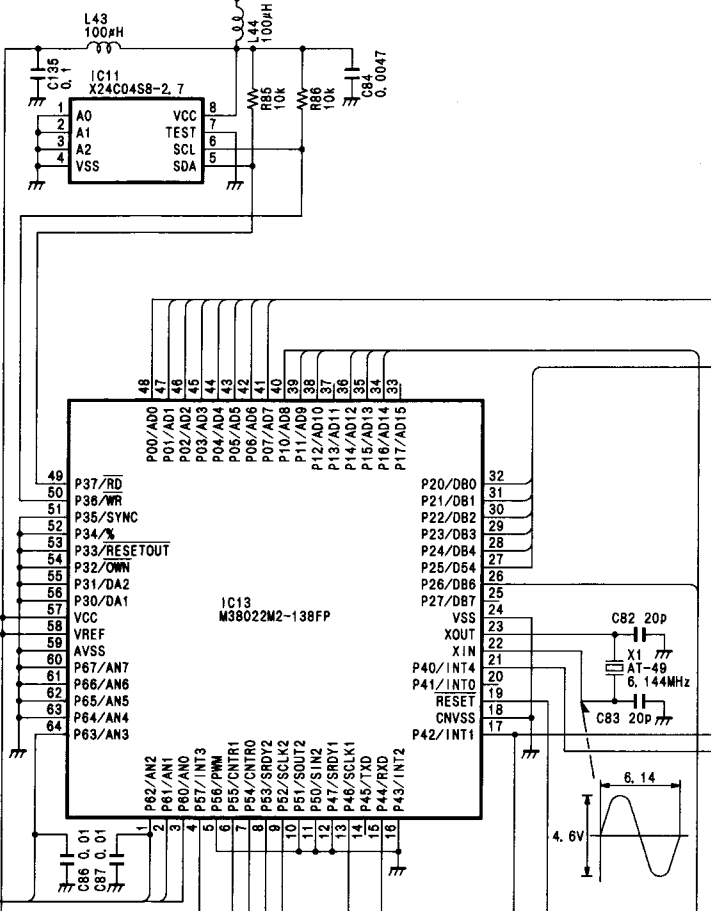 L43
100µH
L44
100µH
C135
0.1
IC11
X24C04S8-2.7
R85
10k
R86
10k
C84
0.0047
1 A0 VCC 8
2 A1 TEST 7
3 A2 SCL 6
4 VSS SDA 5
48 47 46 45 44 43 42 41 40 39 38 37 36 35 34 33
P00/AD0
P01/AD1
P02/AD2
P03/AD3
P04/AD4
P05/AD5
P06/AD6
P07/AD7
P10/AD8
P11/AD9
P12/AD10
P13/AD11
P14/AD12
P15/AD13
P16/AD14
P17/AD15
49 P37/RD
50 P36/WR
51 P35/SYNC
52 P34/%
53 P33/RESETOUT
54 P32/OWN
55 P31/DA2
56 P30/DA1
57 VCC
58 VREF
59 AVSS
60 P67/AN7
61 P66/AN6
62 P65/AN5
63 P64/AN4
64 P63/AN3
IC13
M38022M2-138FP
P20/DB0 32
P21/DB1 31
P22/DB2 30
P23/DB3 29
P24/DB4 28
P25/D54 27
P26/DB6 26
P27/DB7 25
VSS 24
XOUT 23
XIN 22
P40/INT4 21
P41/INT0 20
RESET 19
CNVSS 18
P42/INT1 17
C82 20p
X1
AT-49
6,144MHz
C83 20p
P62/AN2
P61/AN1
P60/AN0
P57/INT3
P56/PWM
P55/CNTR1
P54/CNTR0
P53/SRDY2
P52/SCLK2
P51/SOUT2
P50/SIN2
P47/SRDY1
P46/SCLK1
P45/TXD
P44/RXD
P43/INT2
1 2 3 4 5 6 7 8 9 10 11 12 13 14 15 16
C86 0.01
C87 0.01
6,14
4.6V